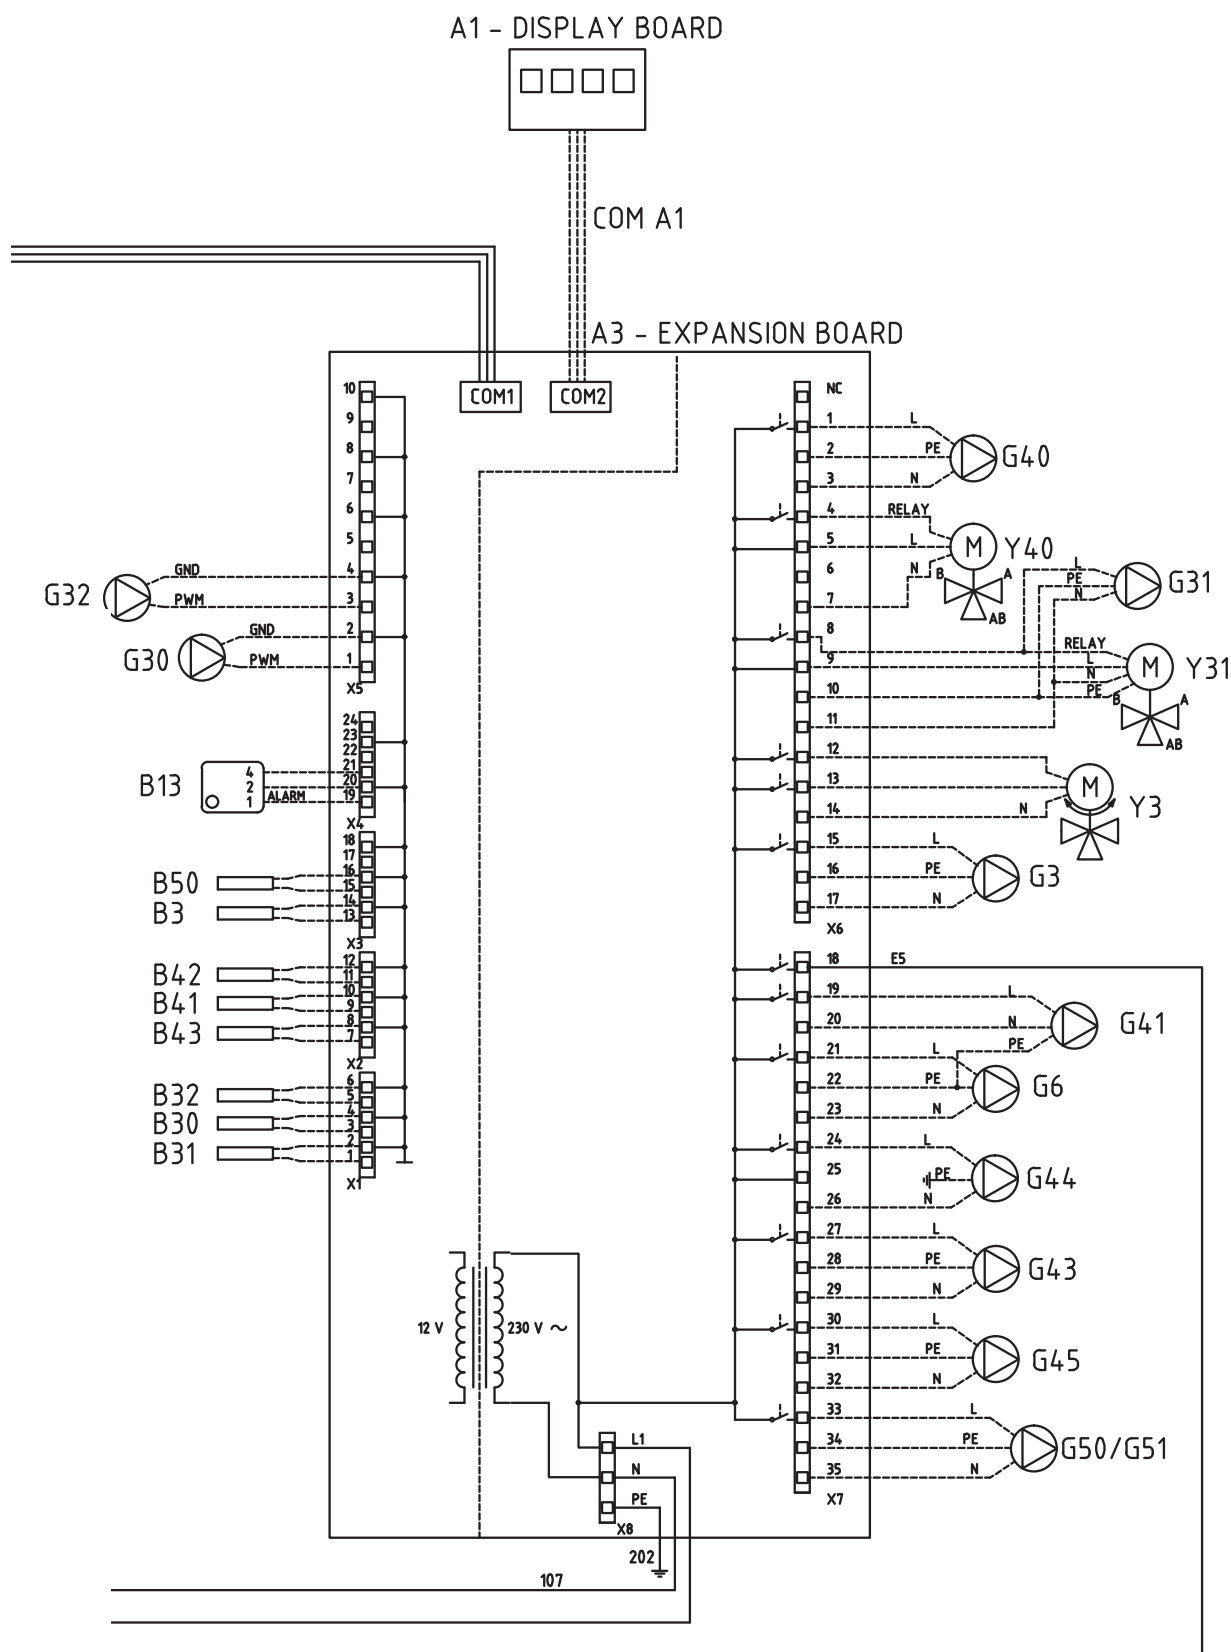 A1 - DISPLAY BOARD
COM A1
A3 - EXPANSION BOARD
COM1
COM2
10
9
8
7
6
5
4
3
2
1
X5
G32
GND
PWM
G30
GND
PWM
24
23
22
21
20
19
X4
B13
4
2
1
ALARM
18
17
16
15
14
13
X3
B50
B3
12
11
10
9
8
7
X2
B42
B41
B43
6
5
4
3
2
1
X1
B32
B30
B31
12 V
230 V ~
NC
1 L
2 PE
3 N
G40
4 RELAY
5 L
6 N
7
Y40
B
A
AB
L
PE
N
G31
8
9
10
11
RELAY
L
N
PE
Y31
B
A
AB
12
13
14 N
Y3
15 L
16 PE
17 N
G3
X6
18 E5
19 L
20 N
PE
G41
21 L
22 PE
23 N
G6
24 L
25 PE
26 N
G44
27 L
28 PE
29 N
G43
30 L
31 PE
32 N
G45
33 L
34 PE
35 N
G50/G51
X7
L1
N
PE
X8
202
107